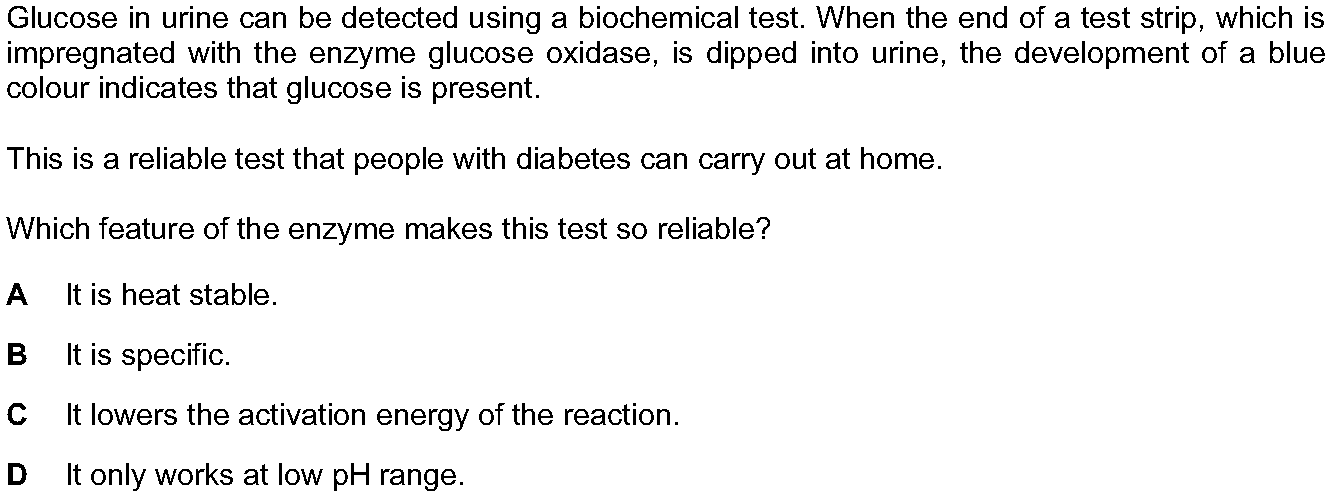 Glucose in urine can be detected using a biochemical test. When the end of a test strip, which is
impregnated with the enzyme glucose oxidase, is dipped into urine, the development of a blue
colour indicates that glucose is present.
This is a reliable test that people with diabetes can carry out at home.
Which feature of the enzyme makes this test so reliable?
A It is heat stable.
B It is specific.
C It lowers the activation energy of the reaction.
D It only works at low pH range.